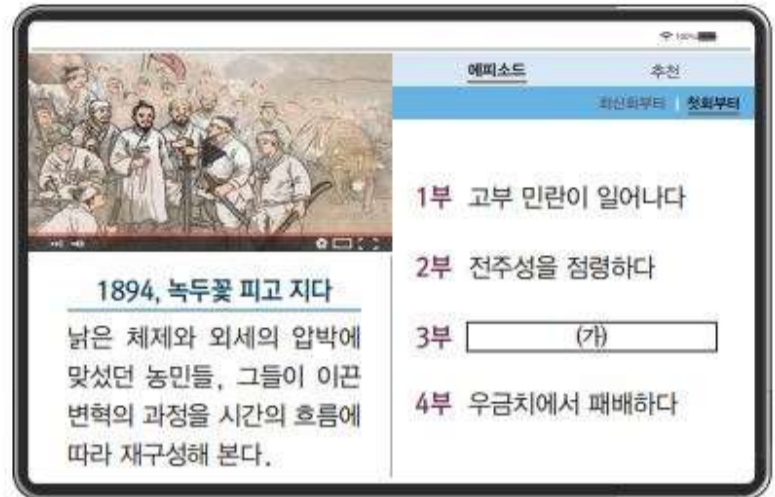 100%
에피소드 추천
최신화부터 | 첫회부터
1894, 녹두꽃 피고 지다
낡은 체제와 외세의 압박에
맞섰던 농민들, 그들이 이끈
변혁의 과정을 시간의 흐름에
따라 재구성해 본다.
1부 고부 민란이 일어나다
2부 전주성을 점령하다
3부 (가)
4부 우금치에서 패배하다